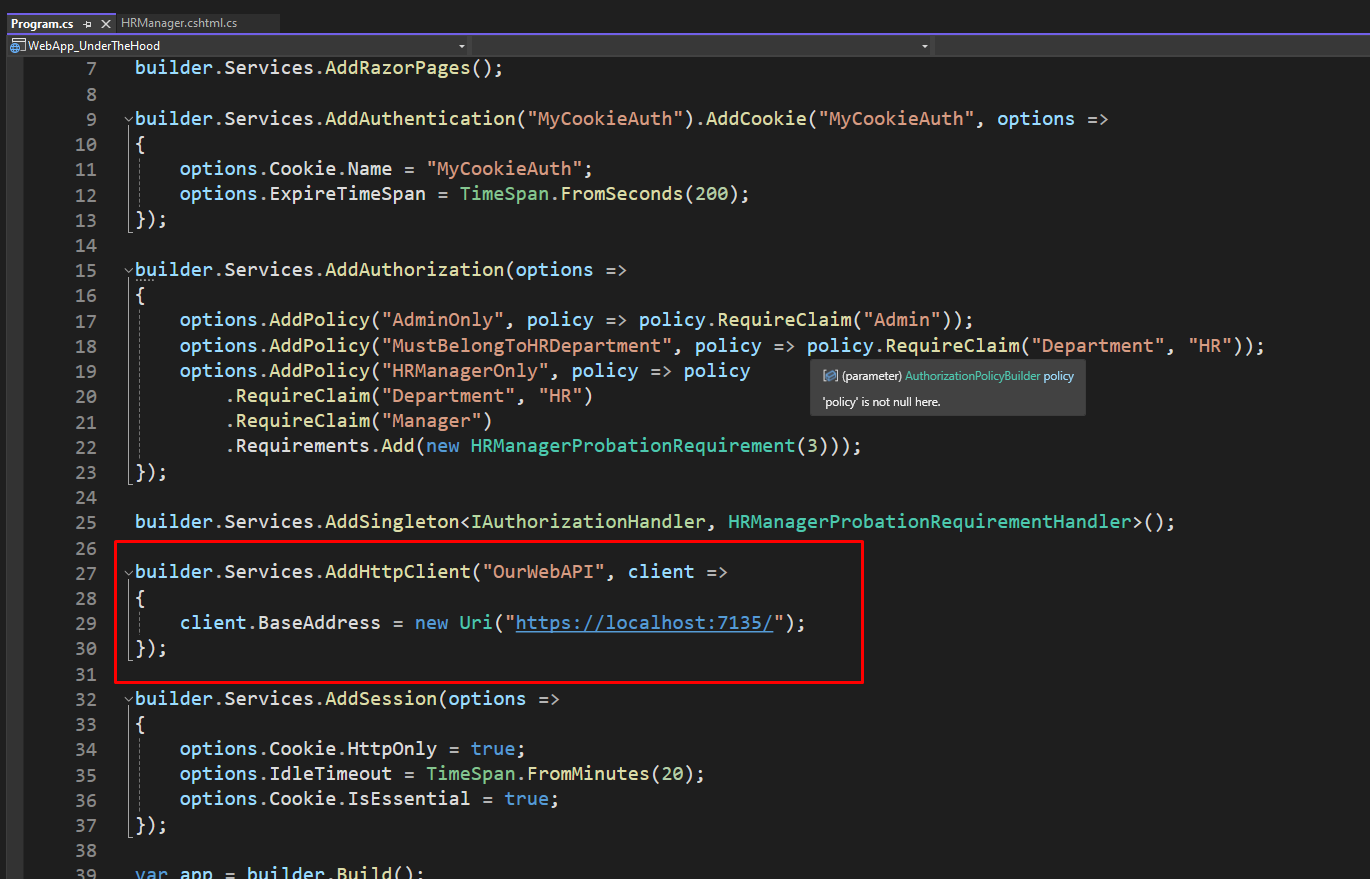 Program.cs
HRManager.cshtml.cs
WebApp_UnderTheHood
7 builder.Services.AddRazorPages();
8
9 builder.Services.AddAuthentication("MyCookieAuth").AddCookie("MyCookieAuth", options =>
10 {
11 options.Cookie.Name = "MyCookieAuth";
12 options.ExpireTimeSpan = TimeSpan.FromSeconds(200);
13 });
14
15 builder.Services.AddAuthorization(options =>
16 {
17 options.AddPolicy("AdminOnly", policy => policy.RequireClaim("Admin"));
18 options.AddPolicy("MustBelongToHRDepartment", policy => policy.RequireClaim("Department", "HR"));
19 options.AddPolicy("HRManagerOnly", policy => policy
(parameter) AuthorizationPolicyBuilder policy
'policy' is not null here.
20 .RequireClaim("Department", "HR")
21 .RequireClaim("Manager")
22 .Requirements.Add(new HRManagerProbationRequirement(3)));
23 });
24
25 builder.Services.AddSingleton<IAuthorizationHandler, HRManagerProbationRequirementHandler>();
26
27 builder.Services.AddHttpClient("OurWebAPI", client =>
28 {
29 client.BaseAddress = new Uri("https://localhost:7135/");
30 });
31
32 builder.Services.AddSession(options =>
33 {
34 options.Cookie.HttpOnly = true;
35 options.IdleTimeout = TimeSpan.FromMinutes(20);
36 options.Cookie.IsEssential = true;
37 });
38
39 var app = builder.Build();